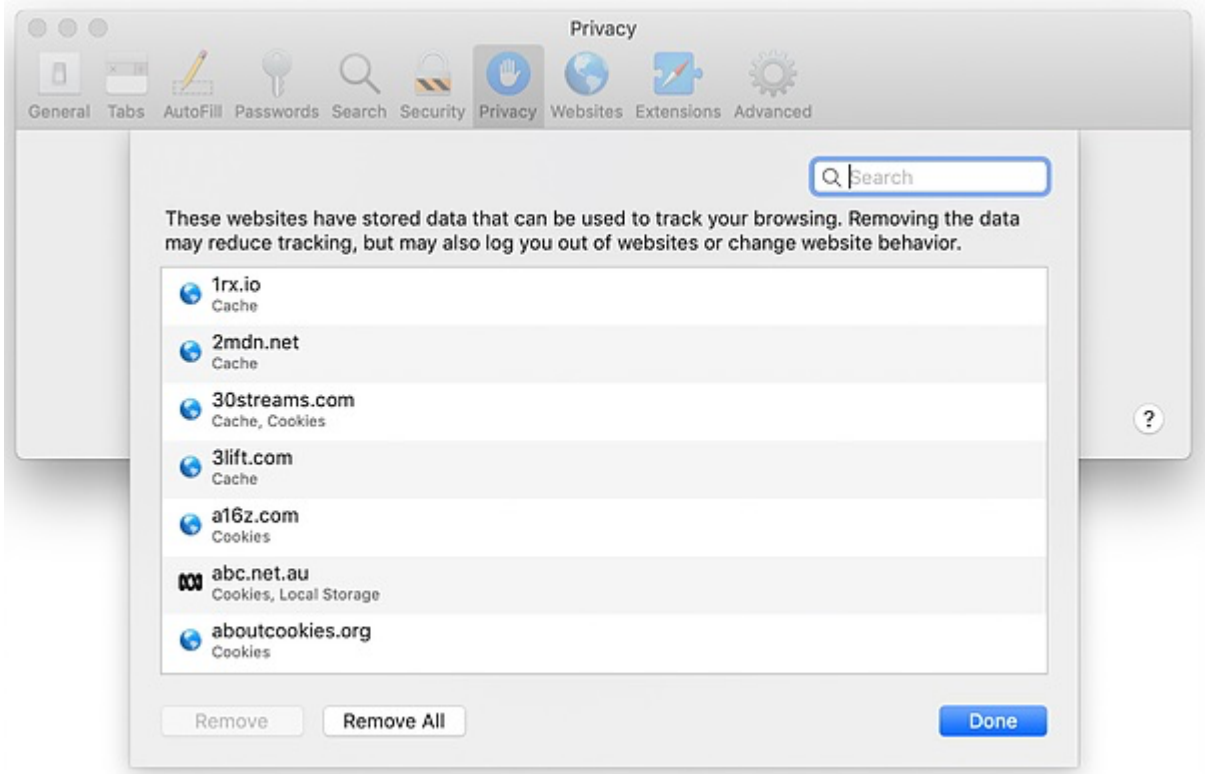 Privacy
General Tabs AutoFill Passwords Search Security Privacy Websites Extensions Advanced
Search
These websites have stored data that can be used to track your browsing. Removing the data
may reduce tracking, but may also log you out of websites or change website behavior.
1rx.io
Cache
2mdn.net
Cache
30streams.com
Cache, Cookies
3lift.com
Cache
a16z.com
Cookies
abc.net.au
Cookies, Local Storage
aboutcookies.org
Cookies
?
Remove Remove All Done